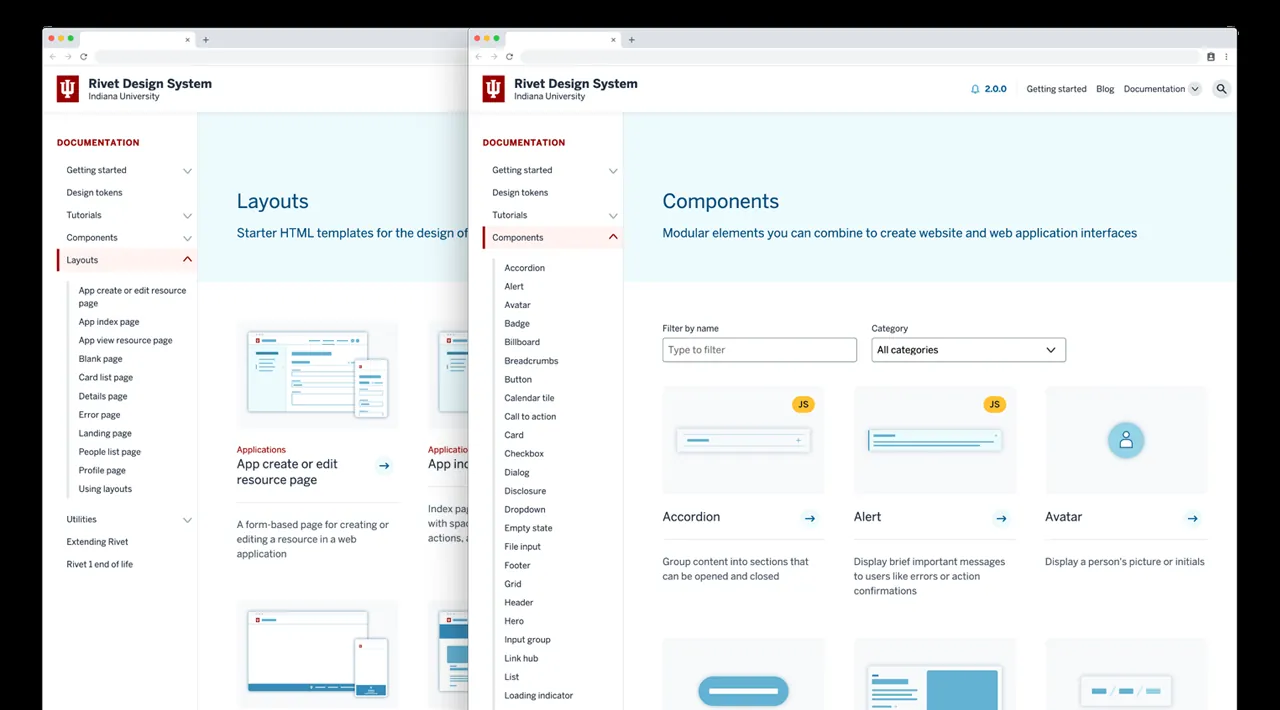 Rivet Design System
Indiana University
DOCUMENTATION
Getting started
Design tokens
Tutorials
Components
Layouts
App create or edit resource
page
App index page
App view resource page
Blank page
Card list page
Details page
Error page
Landing page
People list page
Profile page
Using layouts
Utilities
Extending Rivet
Rivet 1 end of life
Layouts
Starter HTML templates for the design of
Applications
App create or edit
resource page
A form-based page for creating or
editing a resource in a web
application
Applicatio
App ind
Index pag
with spac
actions, a
Rivet Design System
Indiana University
2.0.0
Getting started
Blog
Documentation
DOCUMENTATION
Getting started
Design tokens
Tutorials
Components
Accordion
Alert
Avatar
Badge
Billboard
Breadcrumbs
Button
Calendar tile
Call to action
Card
Checkbox
Dialog
Disclosure
Dropdown
Empty state
File input
Footer
Grid
Header
Hero
Input group
Link hub
List
Loading indicator
Components
Modular elements you can combine to create website and web application interfaces
Filter by name
Type to filter
Category
All categories
JS
Accordion
Group content into sections that
can be opened and closed
JS
Alert
Display brief important messages
to users like errors or action
confirmations
Avatar
Display a person's picture or initials